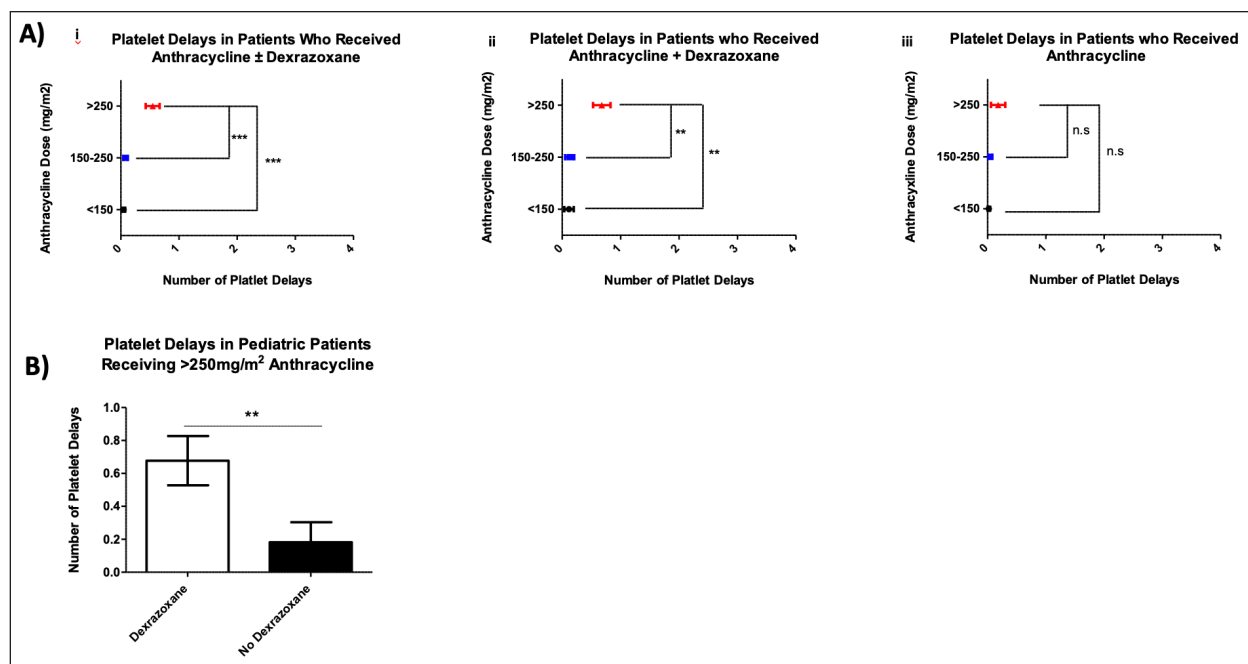 A)
i
Platelet Delays in Patients Who Received
Anthracycline ± Dexrazoxane
Anthracycline Dose (mg/m2)
>250
150-250
<150
***
***
0 1 2 3 4
Number of Platlet Delays
ii
Platelet Delays in Patients who Received
Anthracycline + Dexrazoxane
Anthracycline Dose (mg/m2)
>250
150-250
<150
**
**
0 1 2 3 4
Number of Platelet Delays
iii
Platelet Delays in Patients who Received
Anthracycline
Anthracyxline Dose (mg/m2)
>250
150-250
<150
n.s
n.s
0 1 2 3 4
Number of Platelet Delays
B)
Platelet Delays in Pediatric Patients
Receiving >250mg/m² Anthracycline
Number of Platelet Delays
1.0
0.8
0.6
0.4
0.2
0.0
**
Dexrazoxane
No Dexrazoxane